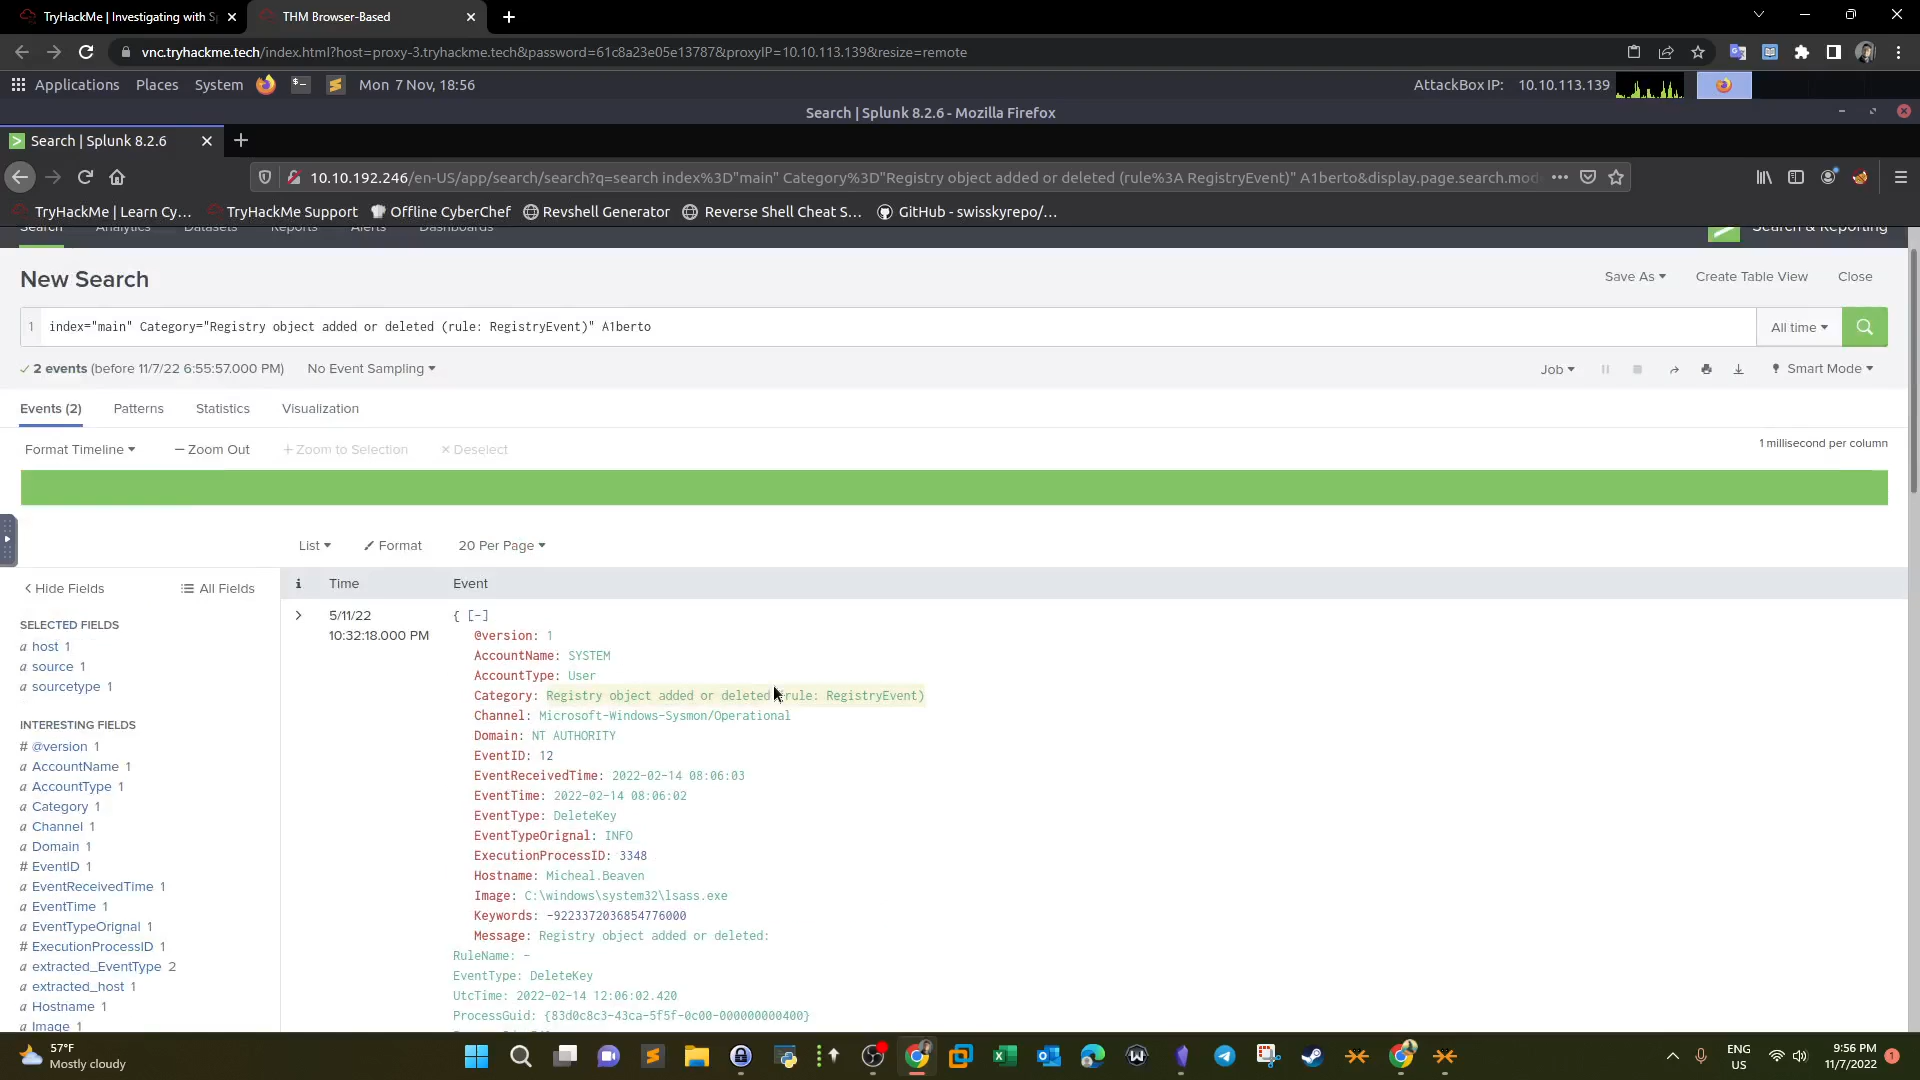 TryHackMe | Investigating with Sp
THM Browser-Based
vnc.tryhackme.tech/index.html?host=proxy-3.tryhackme.tech&password=61c8a23e05e13787&proxyIP=10.10.113.139&resize=remote
Applications Places System Mon 7 Nov, 18:56 AttackBox IP: 10.10.113.139
Search | Splunk 8.2.6 - Mozilla Firefox
Search | Splunk 8.2.6
10.10.192.246/en-US/app/search/search?q=search index%3D"main" Category%3D"Registry object added or deleted (rule%3A RegistryEvent)" A1berto&display.page.search.mod
TryHackMe | Learn Cy… TryHackMe Support Offline CyberChef Revshell Generator Reverse Shell Cheat S… GitHub - swisskyrepo/…
Search Analytics Datasets Reports Alerts Dashboards Search & Reporting
New Search Save As Create Table View Close
1 index="main" Category="Registry object added or deleted (rule: RegistryEvent)" A1berto All time
2 events (before 11/7/22 6:55:57.000 PM) No Event Sampling Job Smart Mode
Events (2) Patterns Statistics Visualization
Format Timeline — Zoom Out + Zoom to Selection × Deselect 1 millisecond per column
List Format 20 Per Page
< Hide Fields All Fields
SELECTED FIELDS
a host 1
a source 1
a sourcetype 1
INTERESTING FIELDS
# @version 1
a AccountName 1
a AccountType 1
a Category 1
a Channel 1
a Domain 1
# EventID 1
a EventReceivedTime 1
a EventTime 1
a EventTypeOrignal 1
# ExecutionProcessID 1
a extracted_EventType 2
a extracted_host 1
a Hostname 1
a Image 1
i Time Event
> 5/11/22
10:32:18.000 PM
{ [-]
@version: 1
AccountName: SYSTEM
AccountType: User
Category: Registry object added or deleted (rule: RegistryEvent)
Channel: Microsoft-Windows-Sysmon/Operational
Domain: NT AUTHORITY
EventID: 12
EventReceivedTime: 2022-02-14 08:06:03
EventTime: 2022-02-14 08:06:02
EventType: DeleteKey
EventTypeOrignal: INFO
ExecutionProcessID: 3348
Hostname: Micheal.Beaven
Image: C:\windows\system32\lsass.exe
Keywords: -9223372036854776000
Message: Registry object added or deleted:
RuleName: -
EventType: DeleteKey
UtcTime: 2022-02-14 12:06:02.420
ProcessGuid: {83d0c8c3-43ca-5f5f-0c00-000000000400}
57°F
Mostly cloudy
ENG
US
9:56 PM
11/7/2022
1